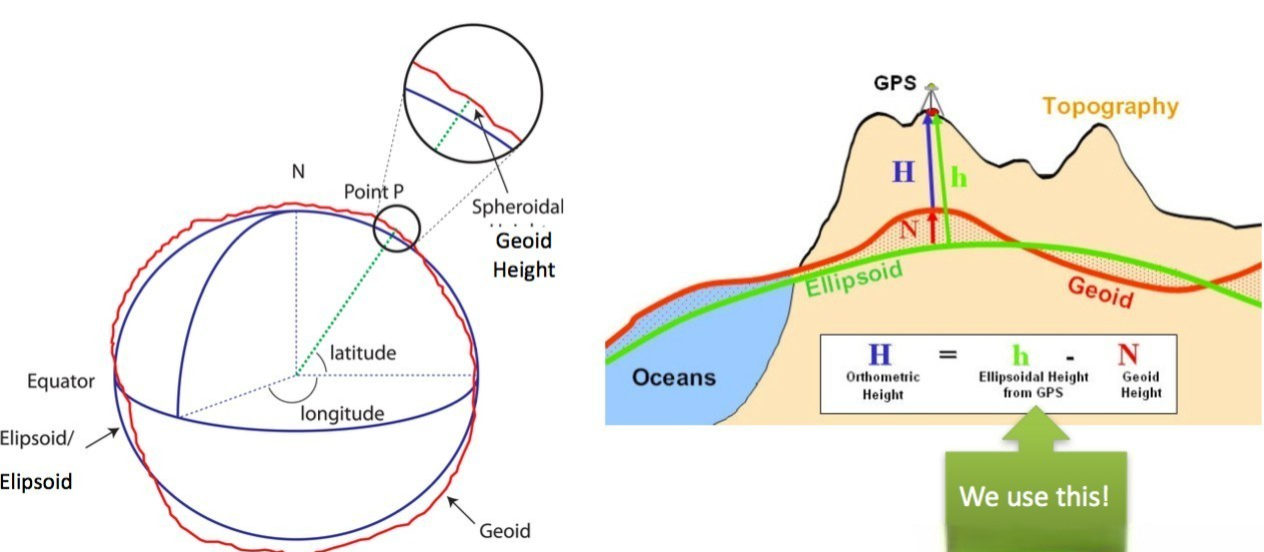 N
Point P
Spheroidal
Geoid
Height
latitude
Equator
longitude
Elipsoid/
Elipsoid
Geoid
GPS
Topography
H
h
N
Ellipsoid
Geoid
Oceans
H = h - N
Orthometric Height
Ellipsoidal Height from GPS
Geoid Height
We use this!